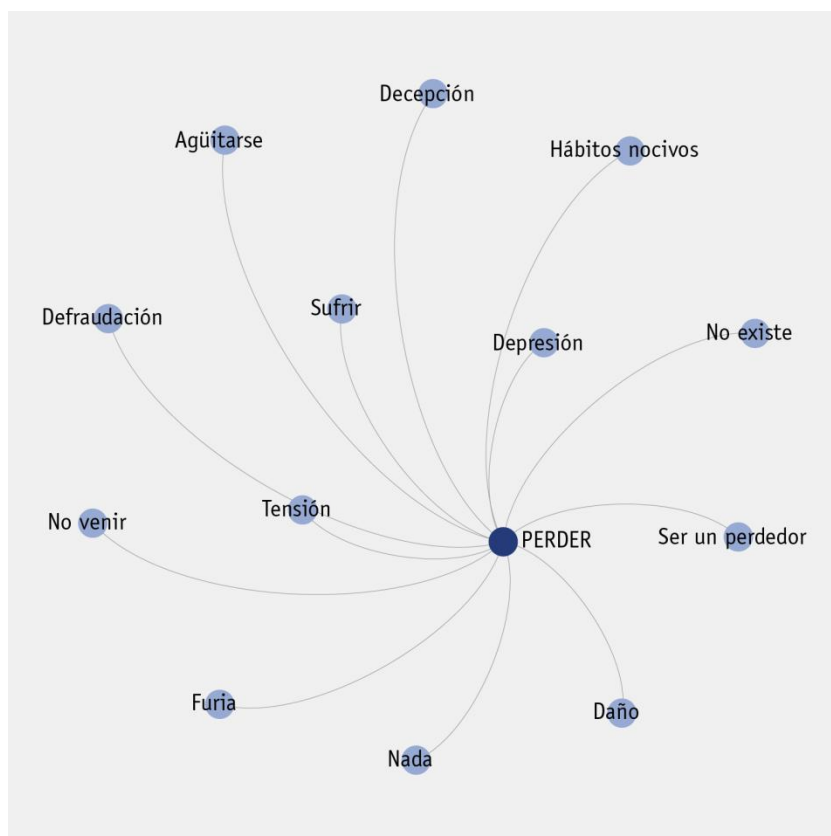 Decepción
Agüitarse
Hábitos nocivos
Sufrir
Defraudación
No existe
Depresión
Tensión
No venir
PERDER
Ser un perdedor
Furia
Daño
Nada